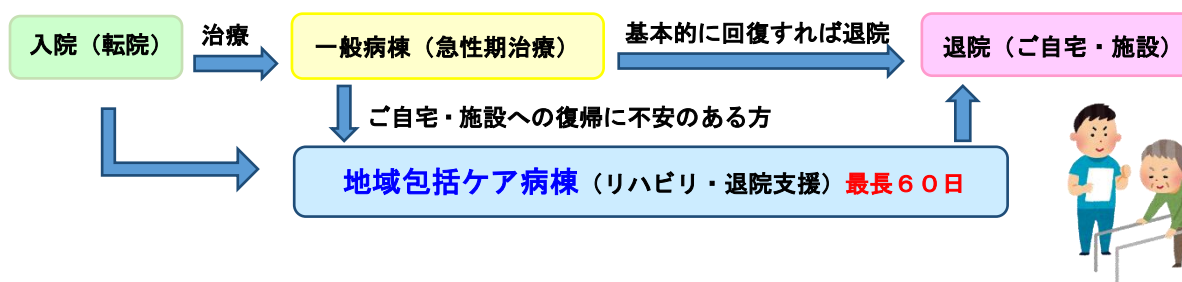 入院（転院）
治療
一般病棟（急性期治療）
基本的に回復すれば退院
退院（ご自宅・施設）
ご自宅・施設への復帰に不安のある方
地域包括ケア病棟（リハビリ・退院支援）最長６０日